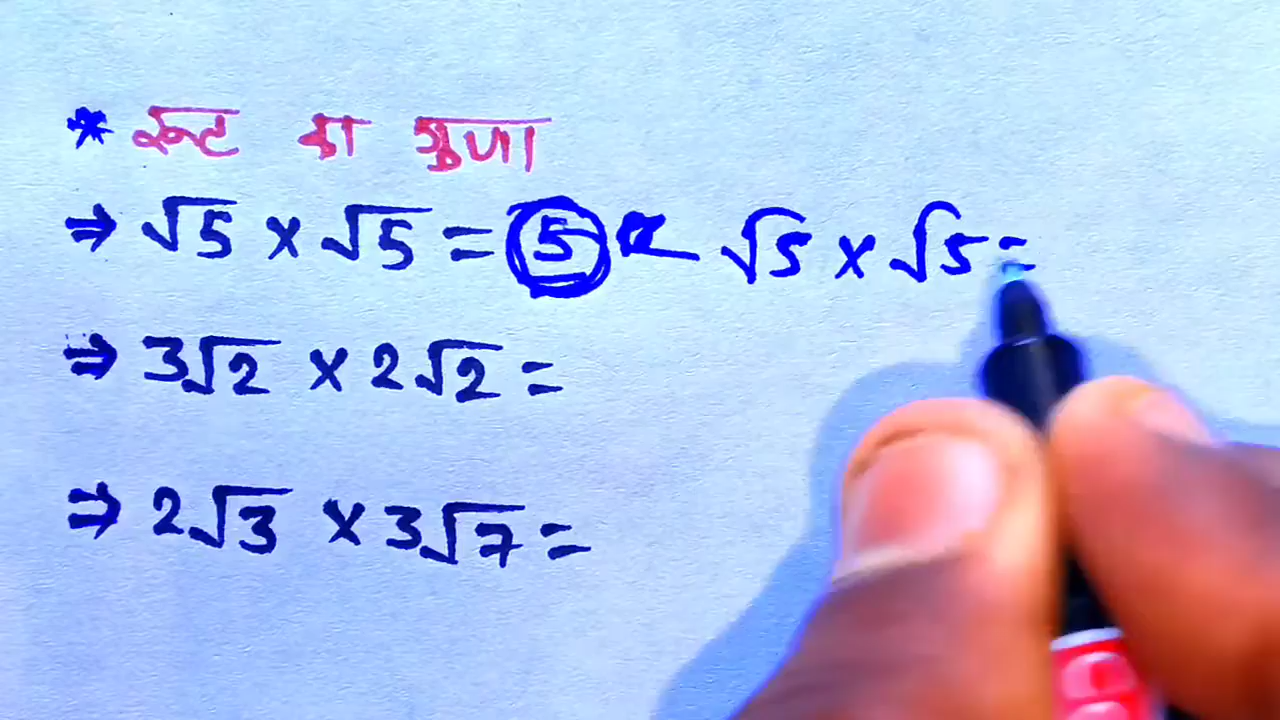 * रूट का गुणा
⇒ √5 × √5 = 5 ← √5 × √5 =
⇒ 3√2 × 2√2 =
⇒ 2√3 × 3√7 =